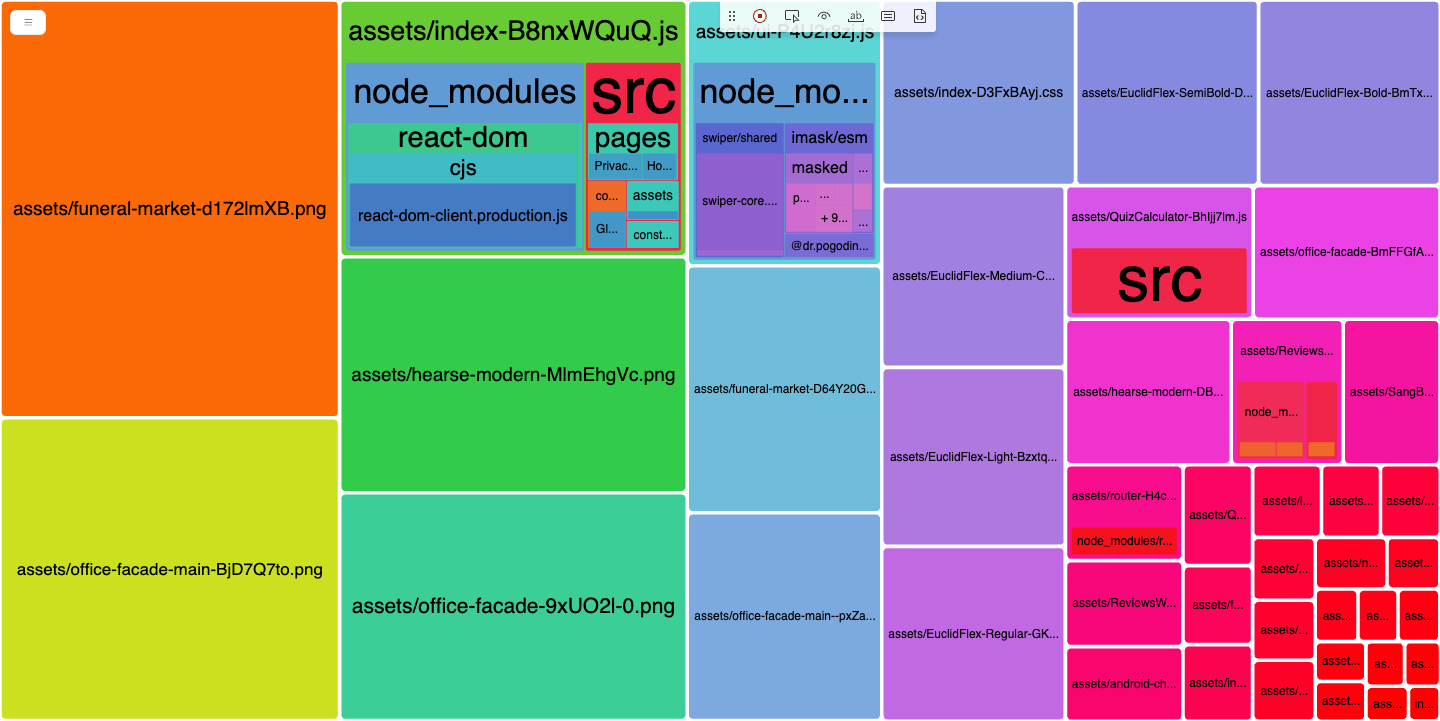 assets/funeral-market-d172lmXB.png
assets/office-facade-main-BjD7Q7to.png
assets/index-B8nxWQuQ.js
node_modules
react-dom
cjs
react-dom-client.production.js
src
pages
Privac...
Ho...
co...
assets
Gl...
const...
assets/hearse-modern-MlmEhgVc.png
assets/office-facade-9xUO2l-0.png
assets/ui-P4U2r8zj.js
ab
node_mo...
swiper/shared
imask/esm
swiper-core....
masked
...
p...
...
+ 9...
...
@dr.pogodin...
assets/funeral-market-D64Y20G...
assets/office-facade-main--pxZa...
assets/index-D3FxBAyj.css
assets/EuclidFlex-SemiBold-D...
assets/EuclidFlex-Bold-BmTx...
assets/EuclidFlex-Medium-C...
assets/EuclidFlex-Light-Bzxtq...
assets/EuclidFlex-Regular-GK...
assets/QuizCalculator-BhIjj7lm.js
src
assets/office-facade-BmFFGfA...
assets/hearse-modern-DB...
assets/Reviews...
node_m...
assets/SangB...
assets/router-H4c...
node_modules/r...
assets/Q...
assets/l...
assets...
assets/...
assets/ReviewsW...
assets/f...
assets/...
assets/n...
asset...
assets/android-ch...
assets/in...
assets/...
ass...
as...
ass...
assets/...
asset...
as...
as...
asset...
ass...
in...